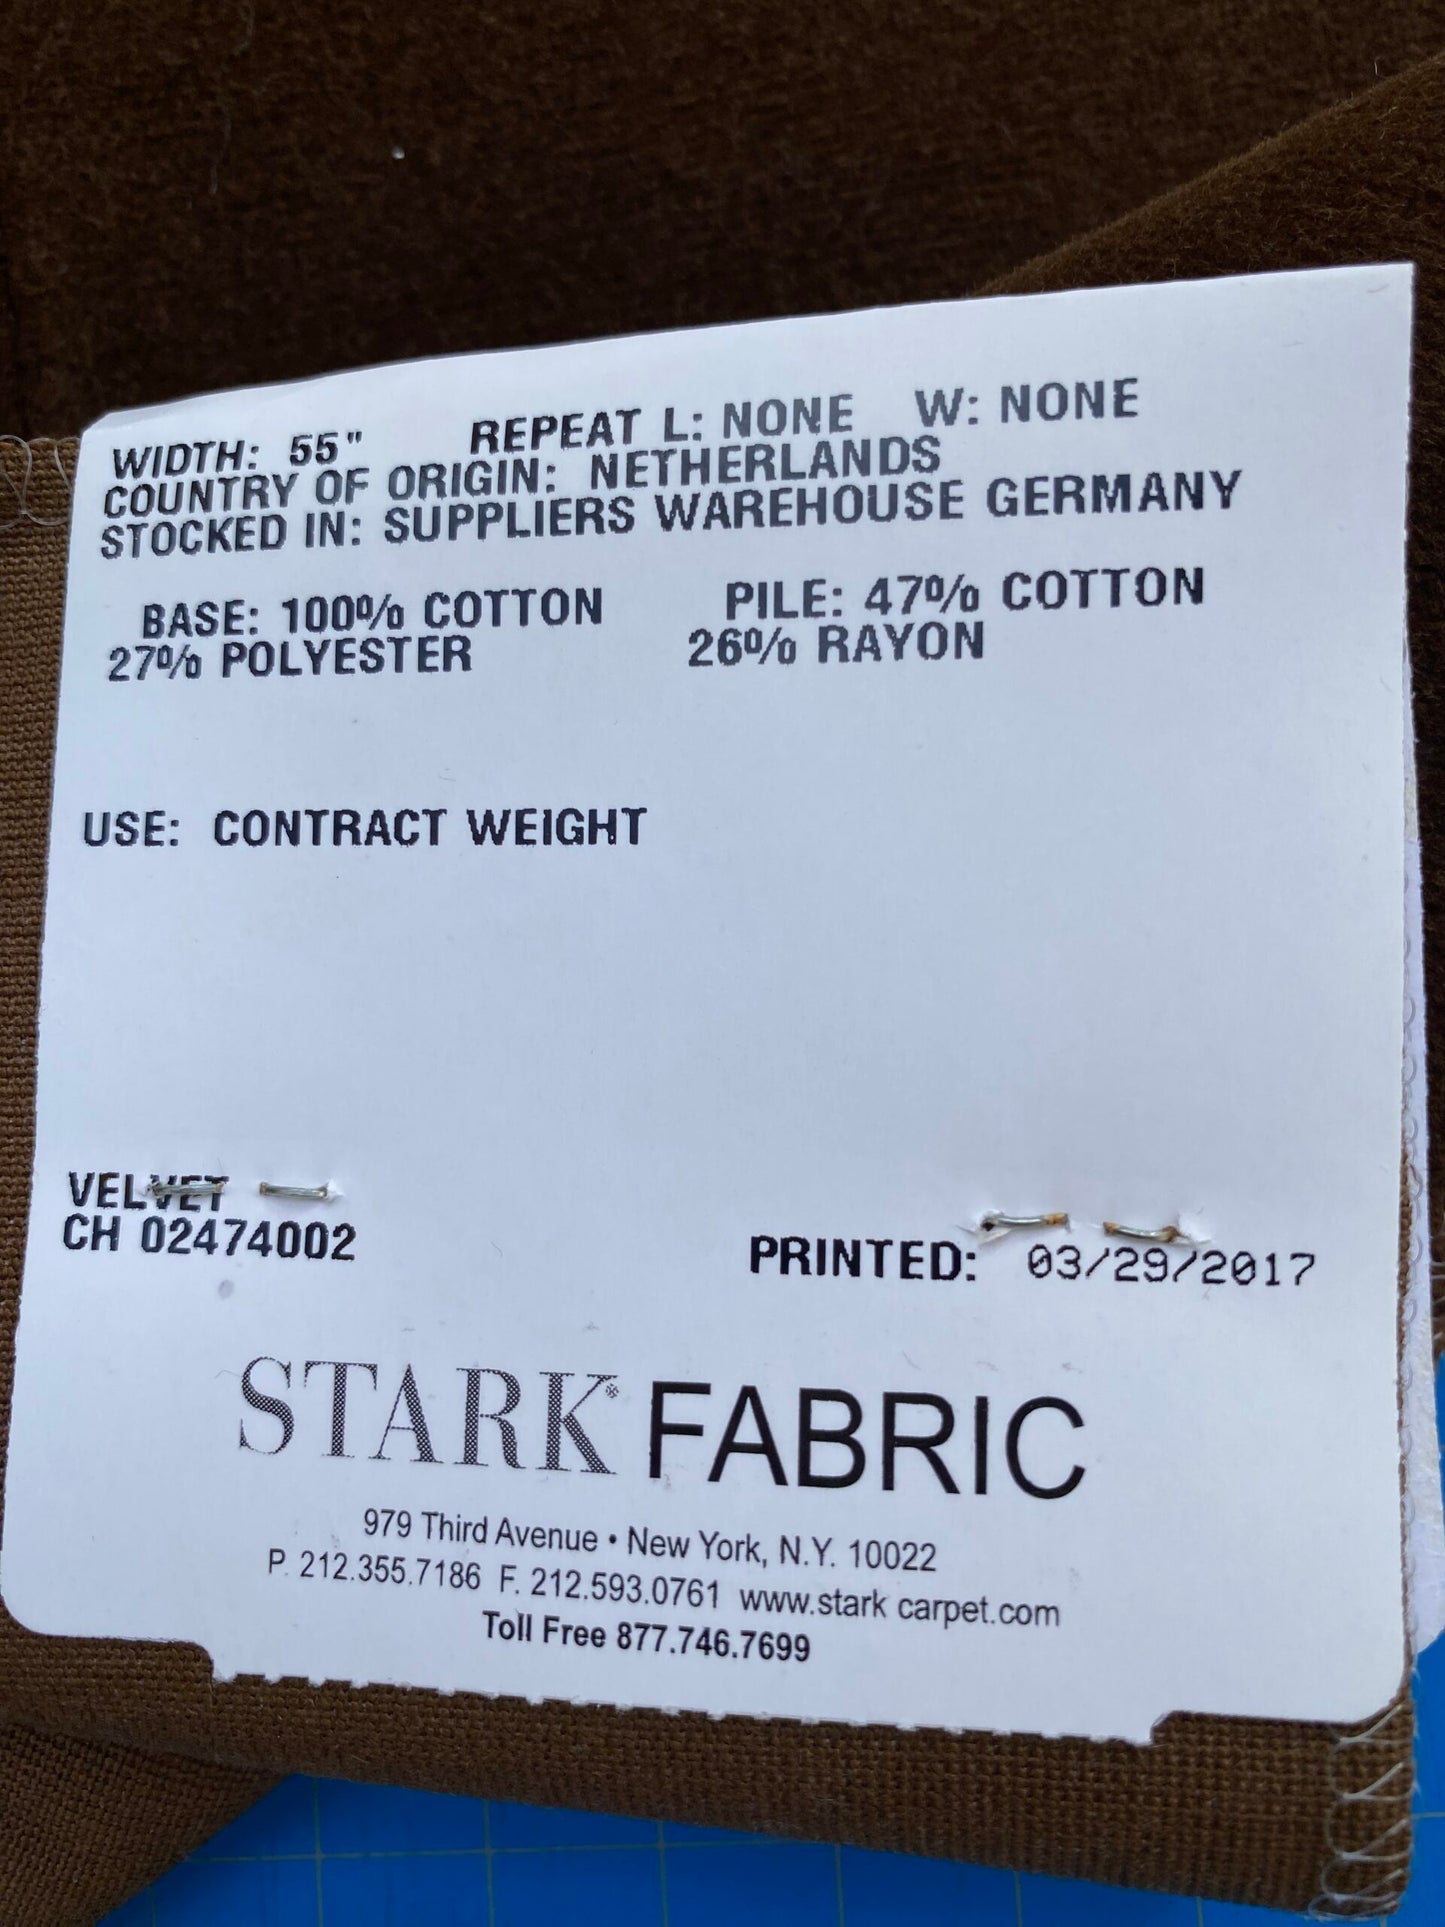 WIDTH: 55" REPEAT L: NONE W: NONE
COUNTRY OF ORIGIN: NETHERLANDS
STOCKED IN: SUPPLIERS WAREHOUSE GERMANY
BASE: 100% COTTON PILE: 47% COTTON
27% POLYESTER 26% RAYON
USE: CONTRACT WEIGHT
VELVET
CH 02474002
PRINTED: 03/29/2017
STARK® FABRIC
979 Third Avenue • New York, N.Y. 10022
P. 212.355.7186 F. 212.593.0761 www.stark carpet.com
Toll Free 877.746.7699